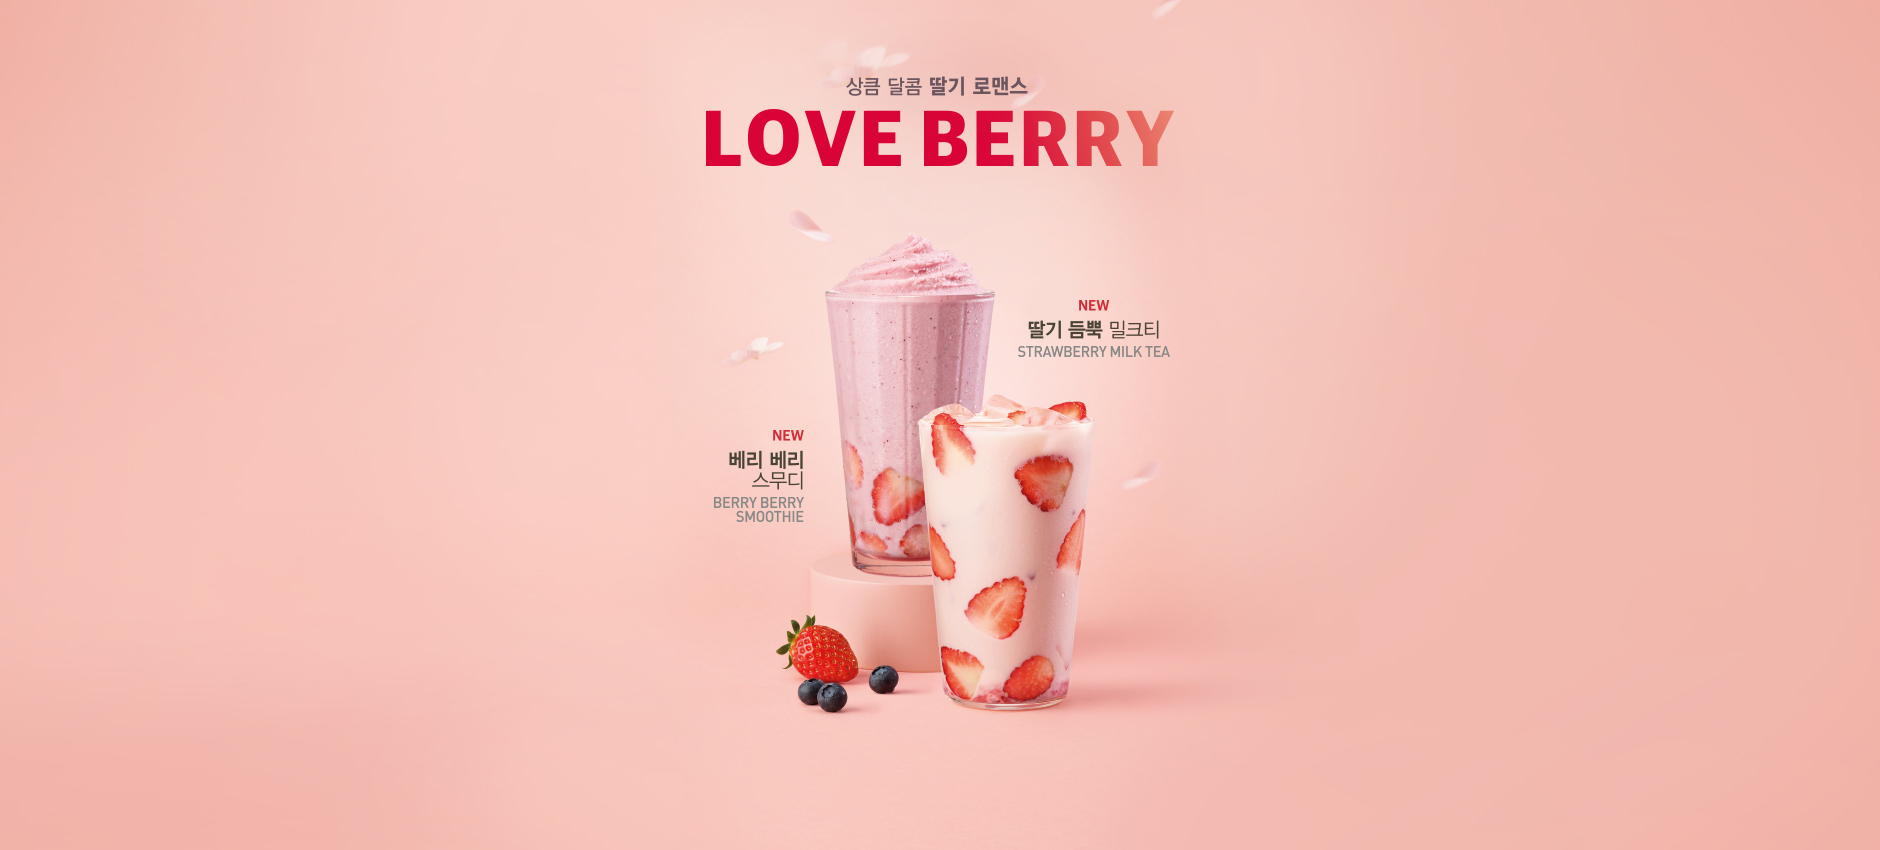 상큼 달콤 딸기 로맨스
LOVE BERRY
NEW
딸기 듬뿍 밀크티
STRAWBERRY MILK TEA
NEW
베리 베리
스무디
BERRY BERRY
SMOOTHIE